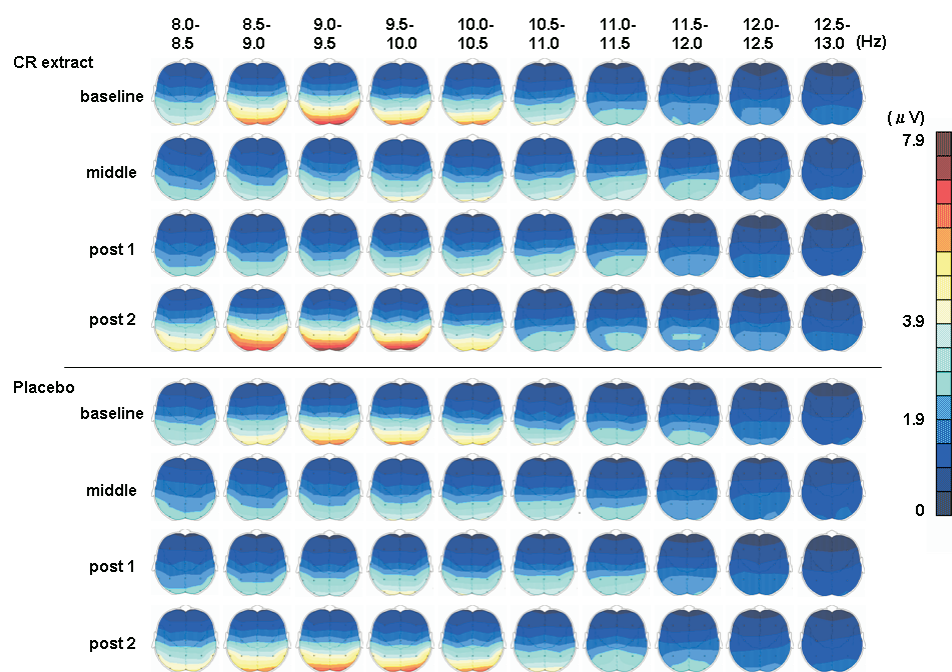 8.0- 8.5- 9.0- 9.5- 10.0- 10.5- 11.0- 11.5- 12.0- 12.5-
8.5 9.0 9.5 10.0 10.5 11.0 11.5 12.0 12.5 13.0 (Hz)
CR extract
baseline
(μV)
7.9
middle
post 1
post 2
3.9
Placebo
baseline
1.9
middle
0
post 1
post 2